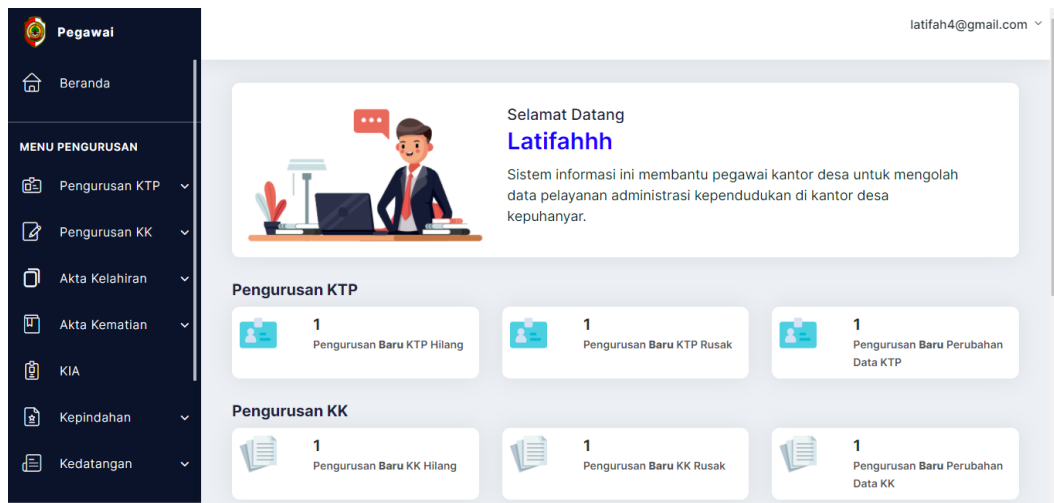 Pegawai
latifah4@gmail.com
Beranda
MENU PENGURUSAN
Pengurusan KTP
Pengurusan KK
Akta Kelahiran
Akta Kematian
KIA
Kepindahan
Kedatangan
Selamat Datang
Latifahhh
Sistem informasi ini membantu pegawai kantor desa untuk mengolah
data pelayanan administrasi kependudukan di kantor desa
kepuhanyar.
Pengurusan KTP
1
Pengurusan Baru KTP Hilang
1
Pengurusan Baru KTP Rusak
1
Pengurusan Baru Perubahan
Data KTP
Pengurusan KK
1
Pengurusan Baru KK Hilang
1
Pengurusan Baru KK Rusak
1
Pengurusan Baru Perubahan
Data KK